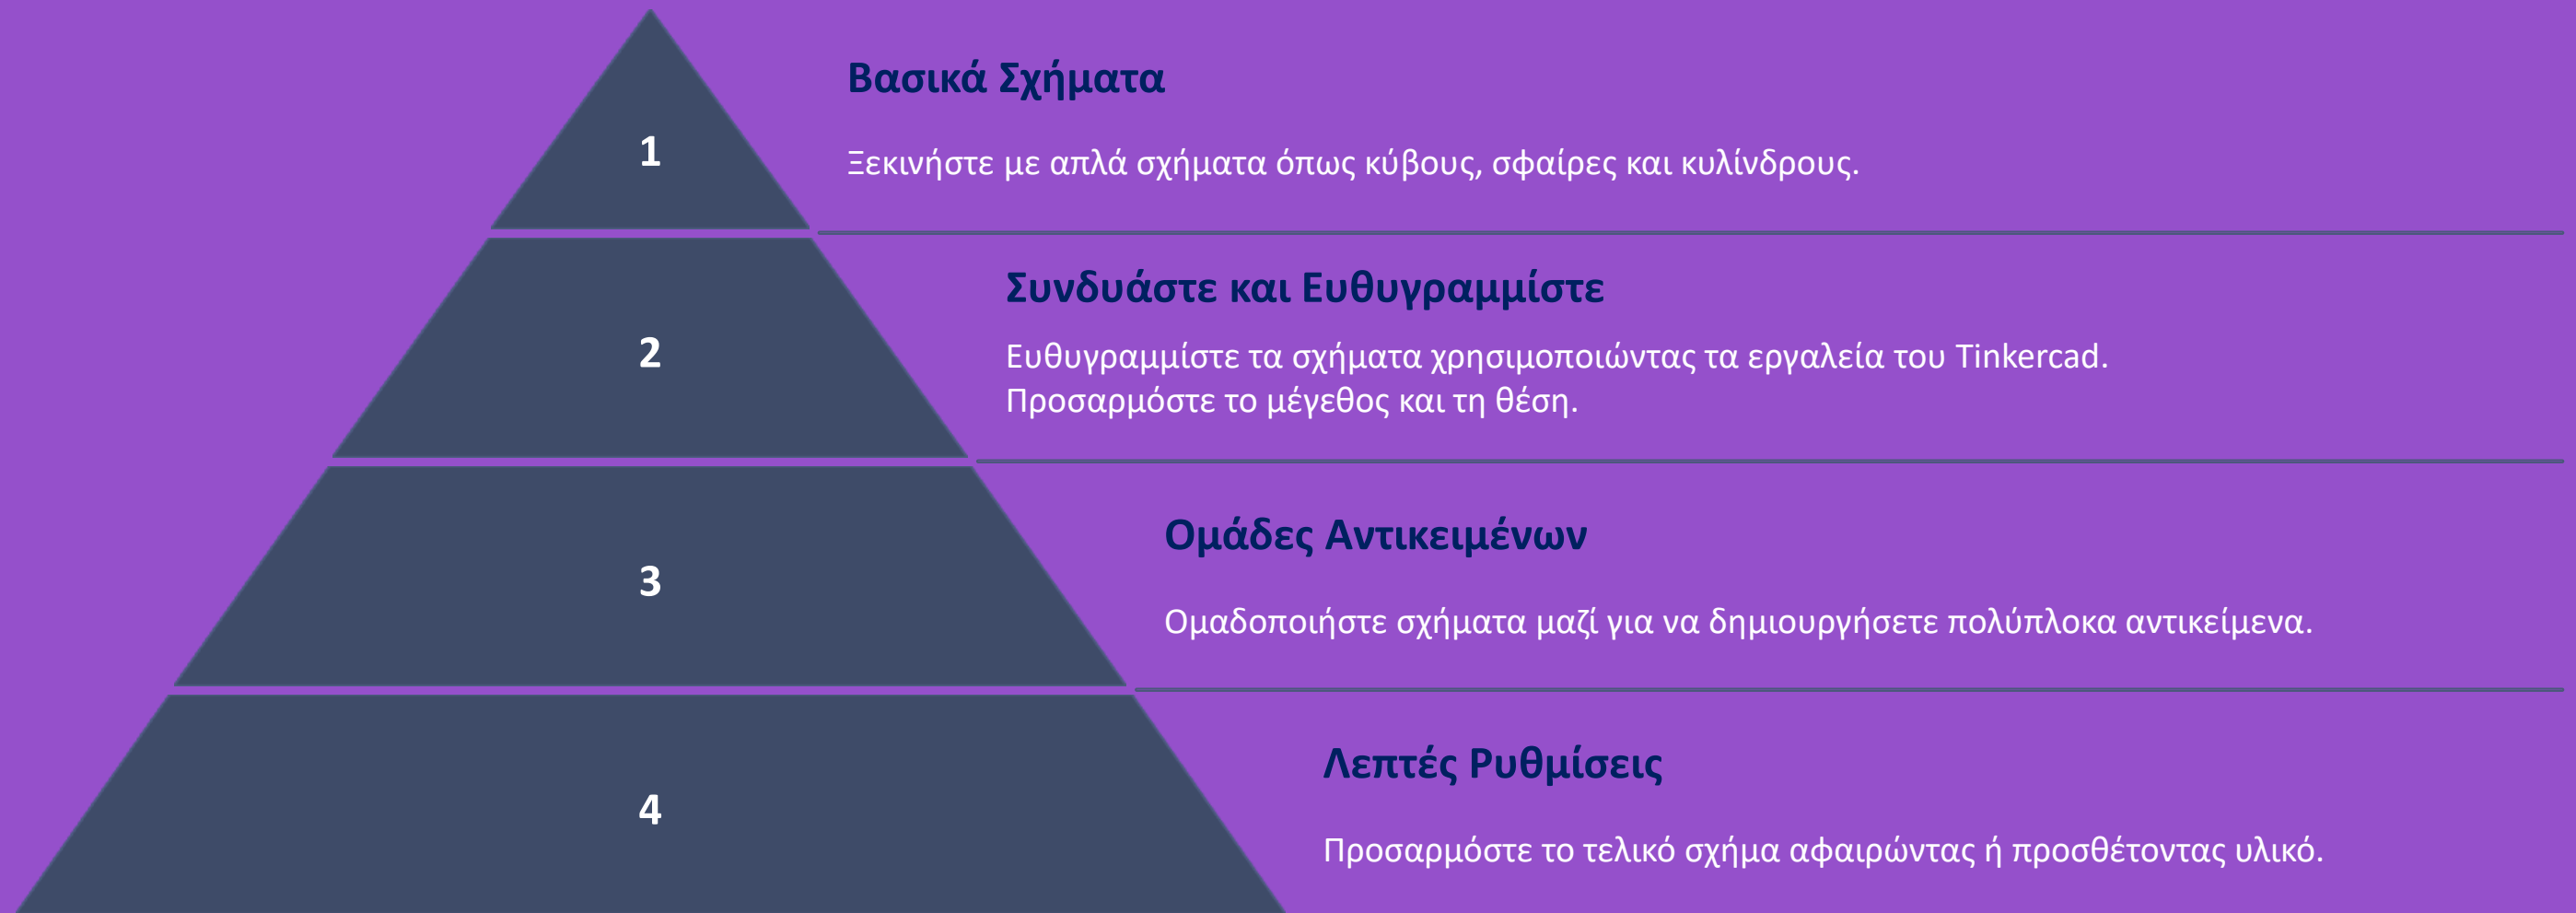 1
Βασικά Σχήματα
Ξεκινήστε με απλά σχήματα όπως κύβους, σφαίρες και κυλίνδρους.
2
Συνδυάστε και Ευθυγραμμίστε
Ευθυγραμμίστε τα σχήματα χρησιμοποιώντας τα εργαλεία του Tinkercad.
Προσαρμόστε το μέγεθος και τη θέση.
3
Ομάδες Αντικειμένων
Ομαδοποιήστε σχήματα μαζί για να δημιουργήσετε πολύπλοκα αντικείμενα.
4
Λεπτές Ρυθμίσεις
Προσαρμόστε το τελικό σχήμα αφαιρώντας ή προσθέτοντας υλικό.